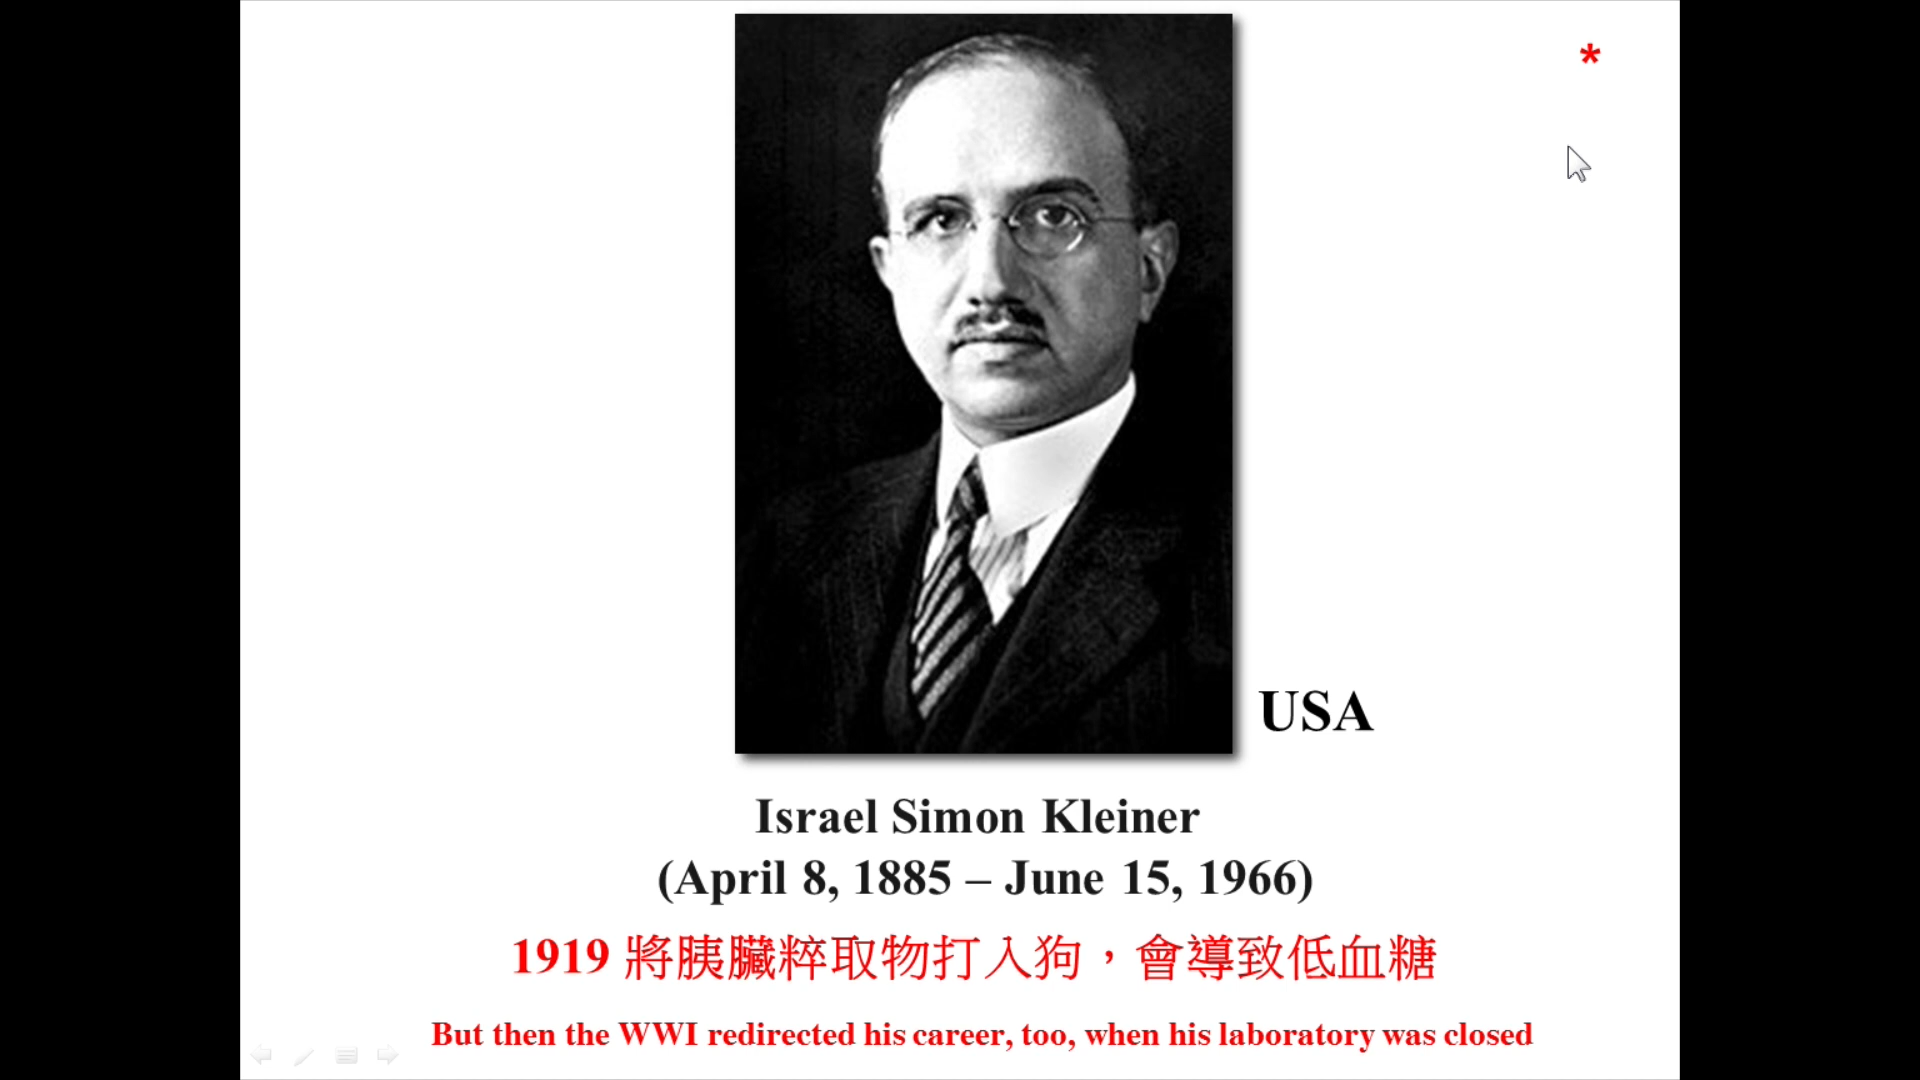 *
USA
Israel Simon Kleiner
(April 8, 1885 – June 15, 1966)
1919 將胰臟粹取物打入狗，會導致低血糖
But then the WWI redirected his career, too, when his laboratory was closed